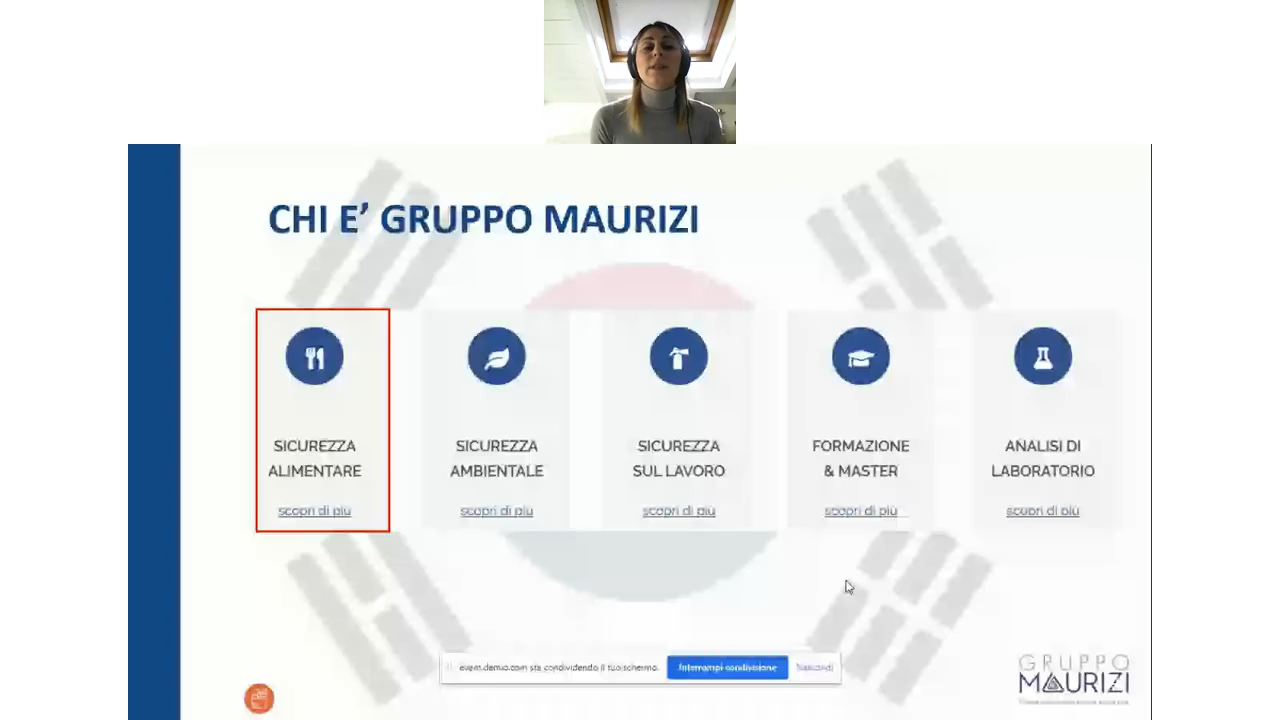 CHI E’ GRUPPO MAURIZI
SICUREZZA
ALIMENTARE
scopri di più
SICUREZZA
AMBIENTALE
scopri di più
SICUREZZA
SUL LAVORO
scopri di più
FORMAZIONE
& MASTER
scopri di più
ANALISI DI
LABORATORIO
scopri di più
event.demio.com sta condividendo il tuo schermo.
Interrompi condivisione
Nascondi
GRUPPO
MAURIZI